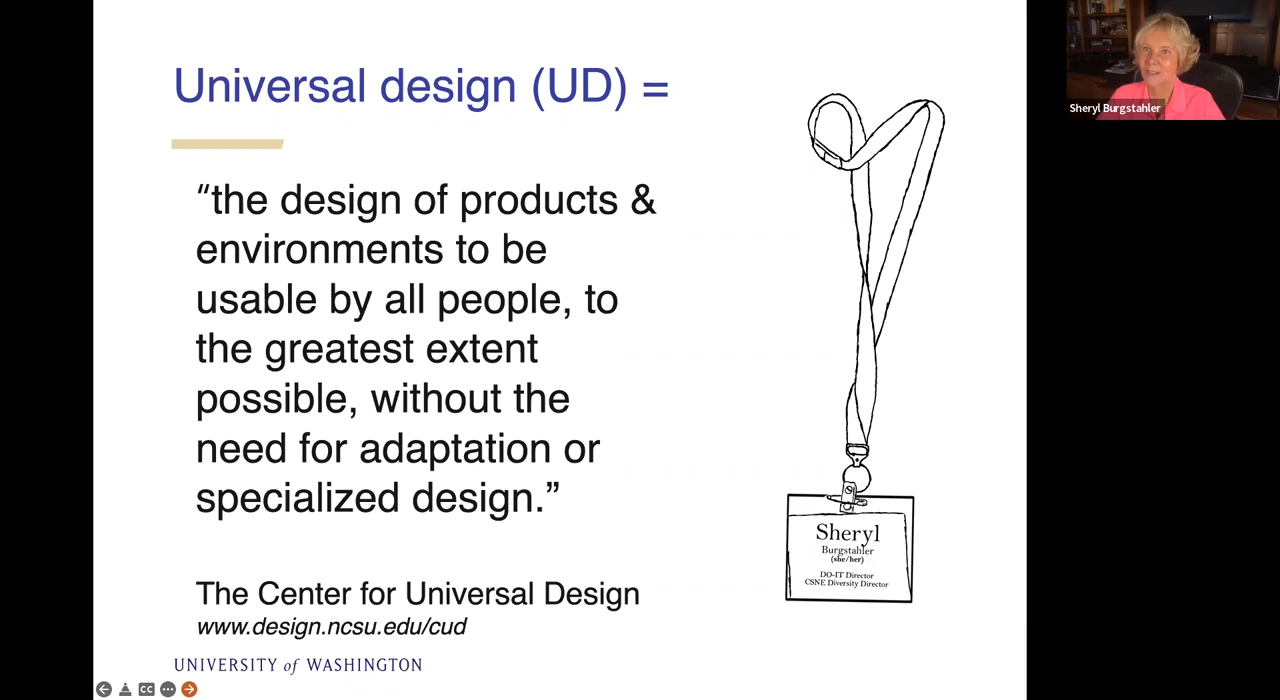 Universal design (UD) =
“the design of products &
environments to be
usable by all people, to
the greatest extent
possible, without the
need for adaptation or
specialized design.”
The Center for Universal Design
www.design.ncsu.edu/cud
UNIVERSITY of WASHINGTON
Sheryl
Burgstahler
(she/her)
DO-IT Director
CSNE Diversity Director
Sheryl Burgstahler
CC